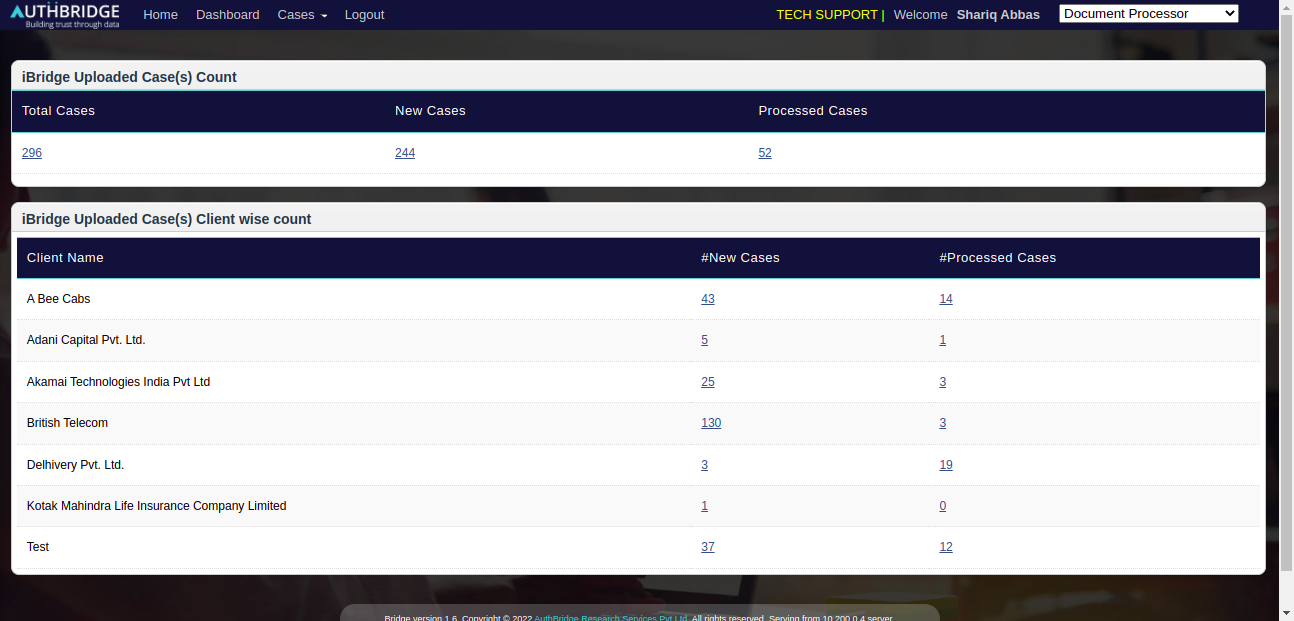 AUTHBRIDGE Home Dashboard Cases Logout TECH SUPPORT | Welcome Shariq Abbas Document Processor
Building trust through data
iBridge Uploaded Case(s) Count
Total Cases New Cases Processed Cases
296 244 52
iBridge Uploaded Case(s) Client wise count
Client Name #New Cases #Processed Cases
A Bee Cabs 43 14
Adani Capital Pvt. Ltd. 5 1
Akamai Technologies India Pvt Ltd 25 3
British Telecom 130 3
Delhivery Pvt. Ltd. 3 19
Kotak Mahindra Life Insurance Company Limited 1 0
Test 37 12
Bridge version 1.6, Copyright © 2022 AuthBridge Research Services Pvt Ltd. All rights reserved. Serving from 10.200.0.4 server